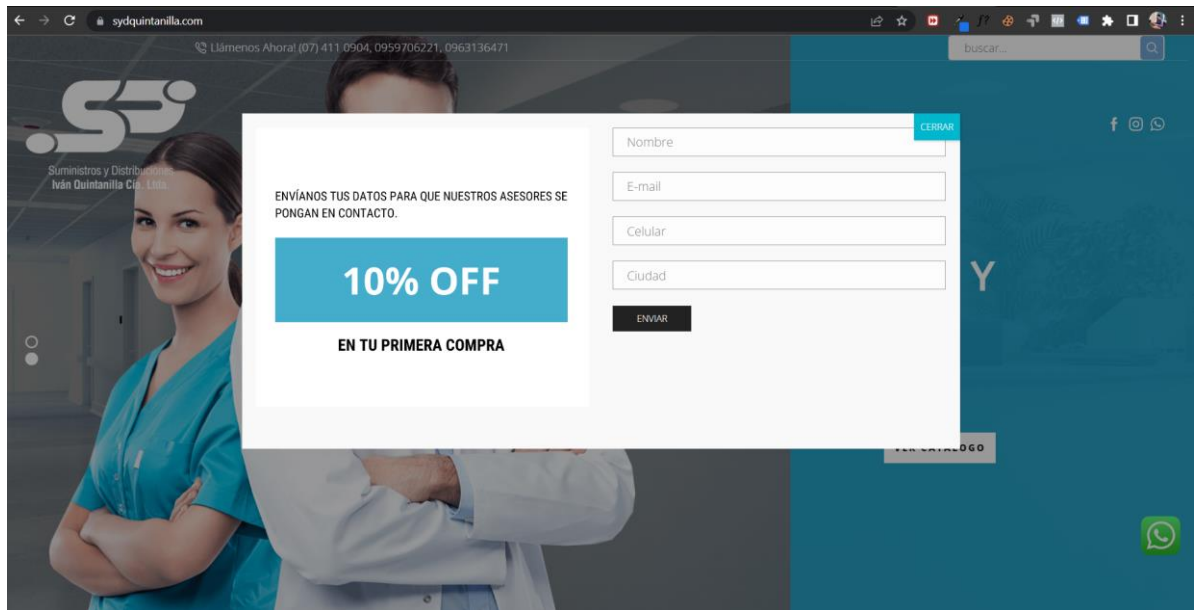 sydquintanilla.com
Llámenos Ahora! (07) 411 0904, 0959706221, 0963136471
buscar...
Suministros y Distribuciones
Iván Quintanilla Cía. Ltda.
CERRAR
ENVÍANOS TUS DATOS PARA QUE NUESTROS ASESORES SE
PONGAN EN CONTACTO.
10% OFF
EN TU PRIMERA COMPRA
Nombre
E-mail
Celular
Ciudad
ENVIAR
Y
VER CATALOGO